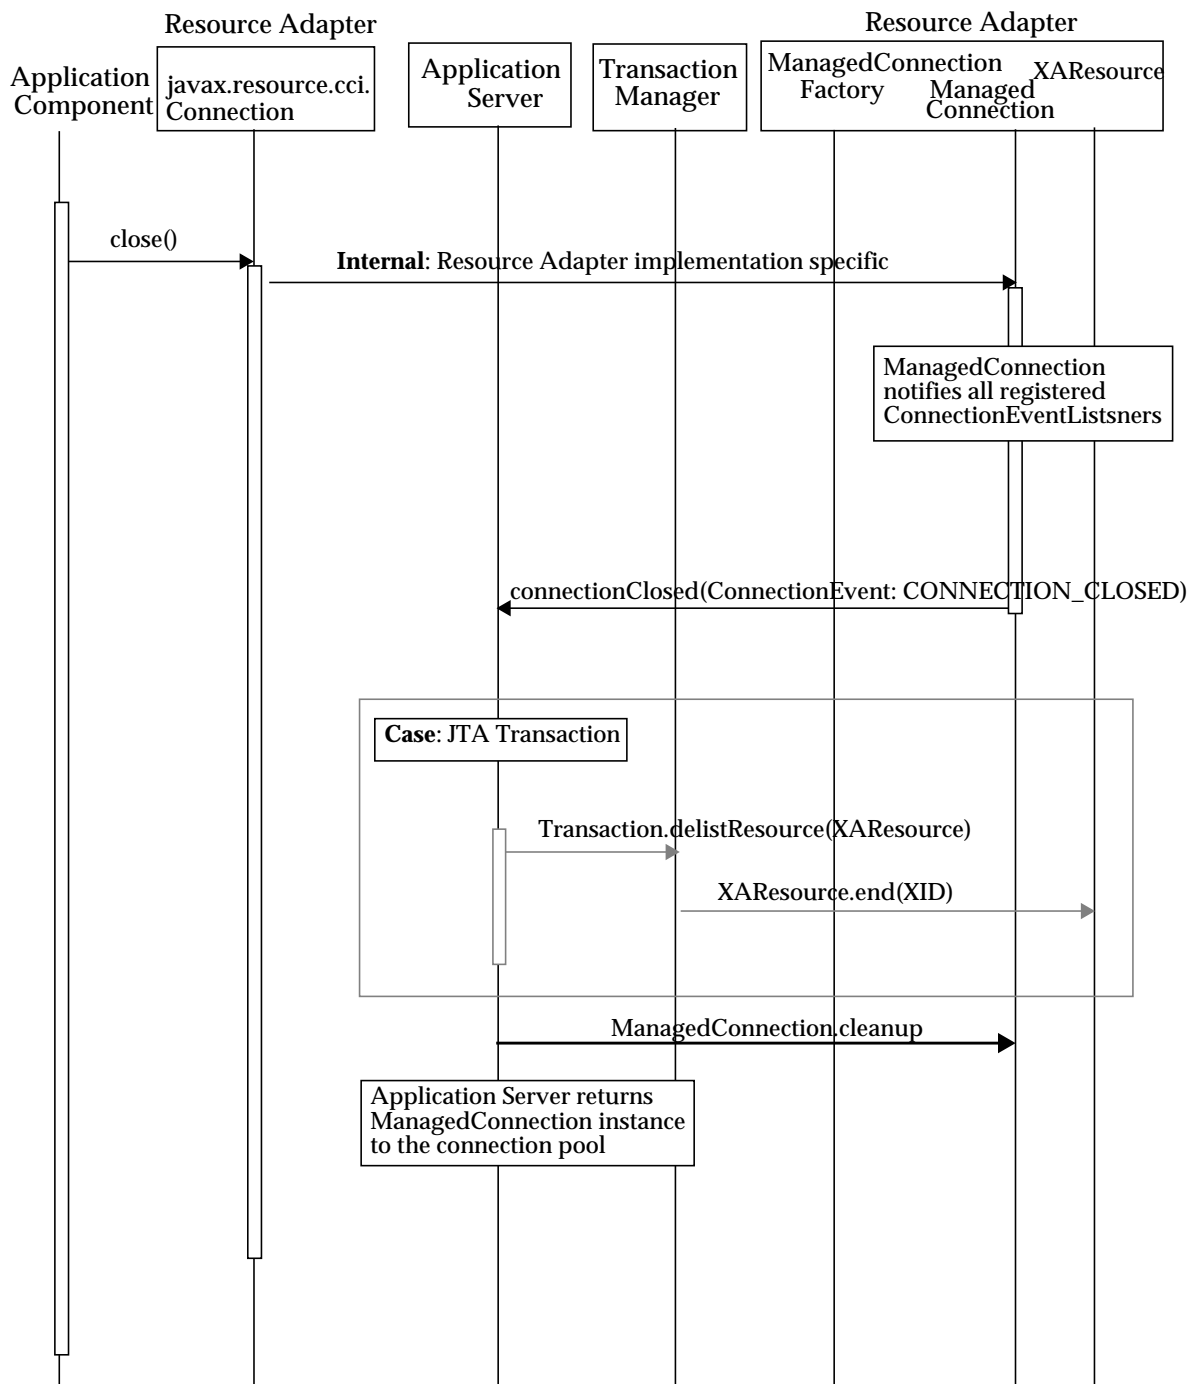 Resource Adapter
Resource Adapter
Application
Component
javax.resource.cci.
Connection
Application
Server
Transaction
Manager
ManagedConnection
Factory
Managed
Connection
XAResource
close()
Internal: Resource Adapter implementation specific
ManagedConnection
notifies all registered
ConnectionEventListsners
connectionClosed(ConnectionEvent: CONNECTION_CLOSED)
Case: JTA Transaction
Transaction.delistResource(XAResource)
XAResource.end(XID)
ManagedConnection.cleanup
Application Server returns
ManagedConnection instance
to the connection pool